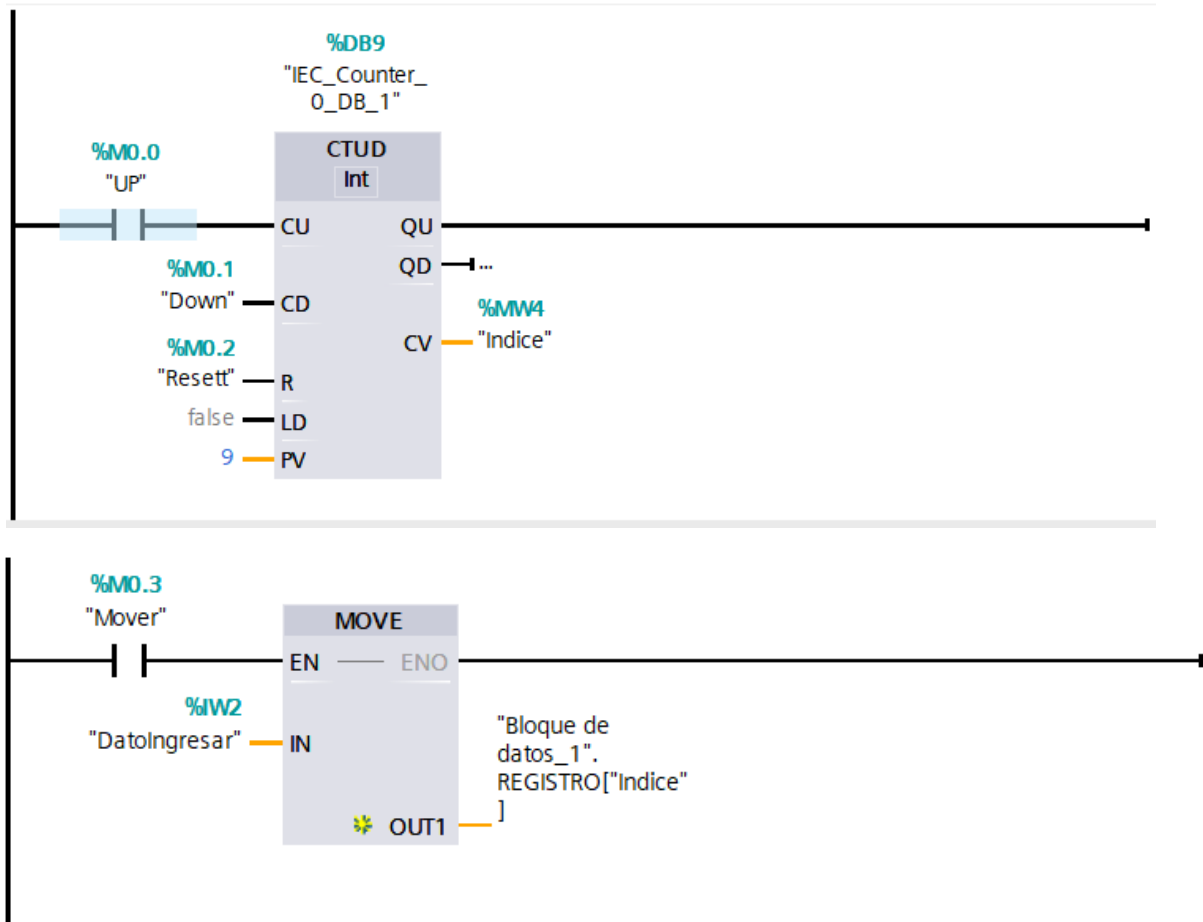 %DB9
"IEC_Counter_
0_DB_1"
%M0.0
"UP"
CTUD
Int
CU QU
%M0.1
"Down"
CD QD ...
%MW4
CV "Indice"
%M0.2
"Resett"
R
false LD
9 PV
%M0.3
"Mover"
MOVE
EN ENO
%IW2
"DatoIngresar" IN
"Bloque de
datos_1".
REGISTRO["Indice"
]
OUT1